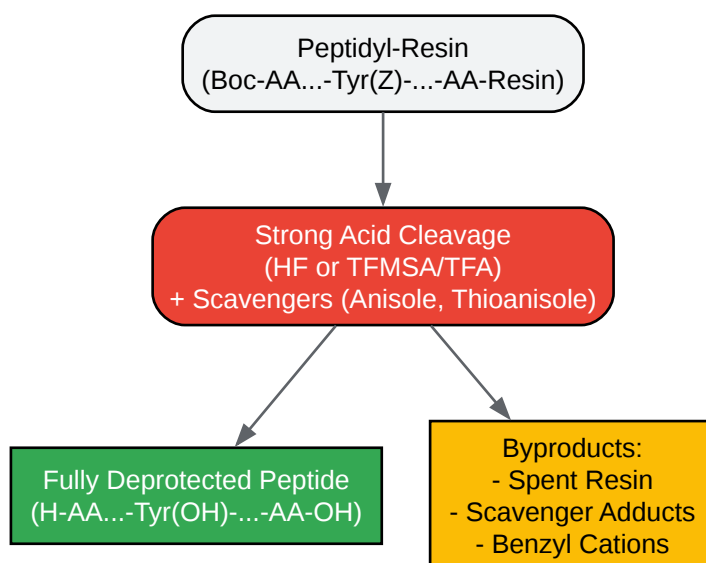 Peptidyl-Resin
(Boc-AA...-Tyr(Z)-...-AA-Resin)
Strong Acid Cleavage
(HF or TFMSA/TFA)
+ Scavengers (Anisole, Thioanisole)
Fully Deprotected Peptide
(H-AA...-Tyr(OH)-...-AA-OH)
Byproducts:
- Spent Resin
- Scavenger Adducts
- Benzyl Cations